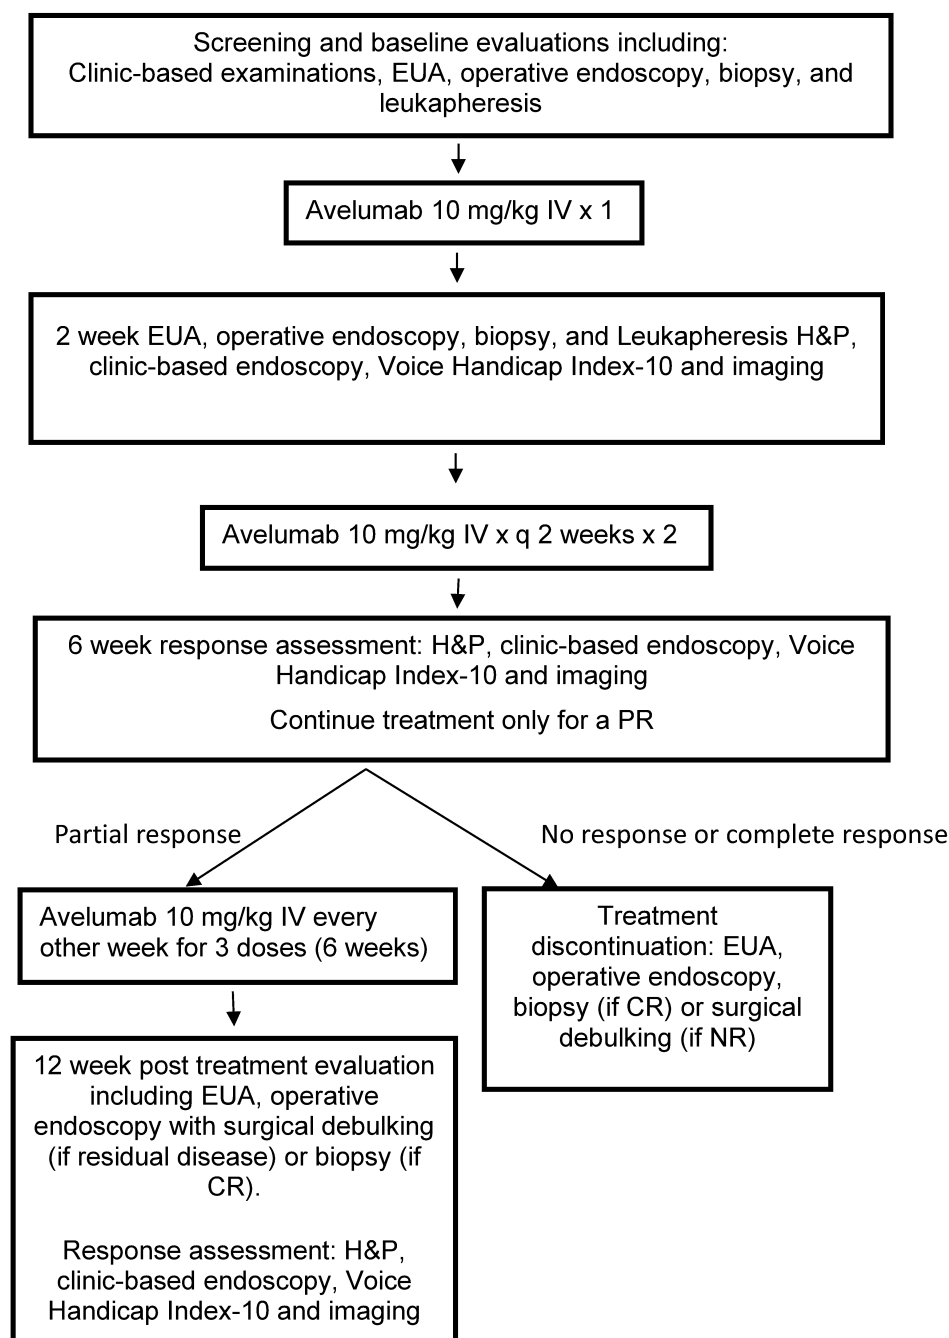 Screening and baseline evaluations including:
Clinic-based examinations, EUA, operative endoscopy, biopsy, and
leukapheresis
Avelumab 10 mg/kg IV x 1
2 week EUA, operative endoscopy, biopsy, and Leukapheresis H&P,
clinic-based endoscopy, Voice Handicap Index-10 and imaging
Avelumab 10 mg/kg IV x q 2 weeks x 2
6 week response assessment: H&P, clinic-based endoscopy, Voice
Handicap Index-10 and imaging
Continue treatment only for a PR
Partial response
No response or complete response
Avelumab 10 mg/kg IV every
other week for 3 doses (6 weeks)
Treatment
discontinuation: EUA,
operative endoscopy,
biopsy (if CR) or surgical
debulking (if NR)
12 week post treatment evaluation
including EUA, operative
endoscopy with surgical debulking
(if residual disease) or biopsy (if
CR).
Response assessment: H&P,
clinic-based endoscopy, Voice
Handicap Index-10 and imaging